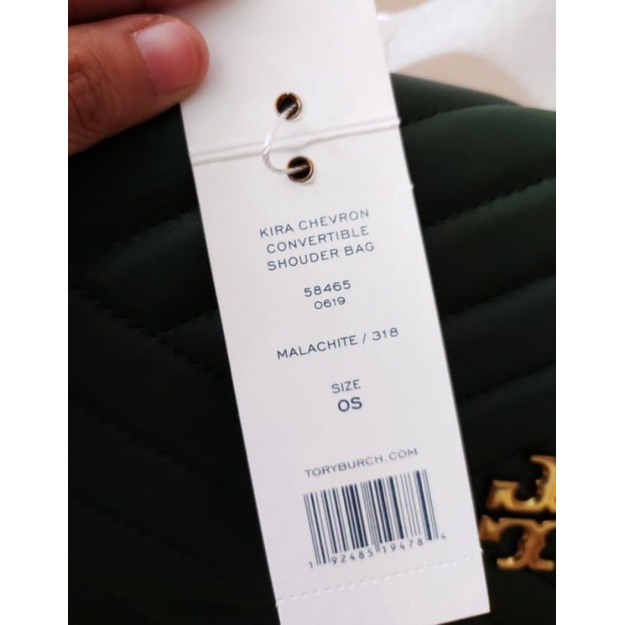 KIRA CHEVRON
CONVERTIBLE
SHOUDER BAG
58465
0619
MALACHITE / 318
SIZE
OS
TORYBURCH.COM
1 92485 19478 4